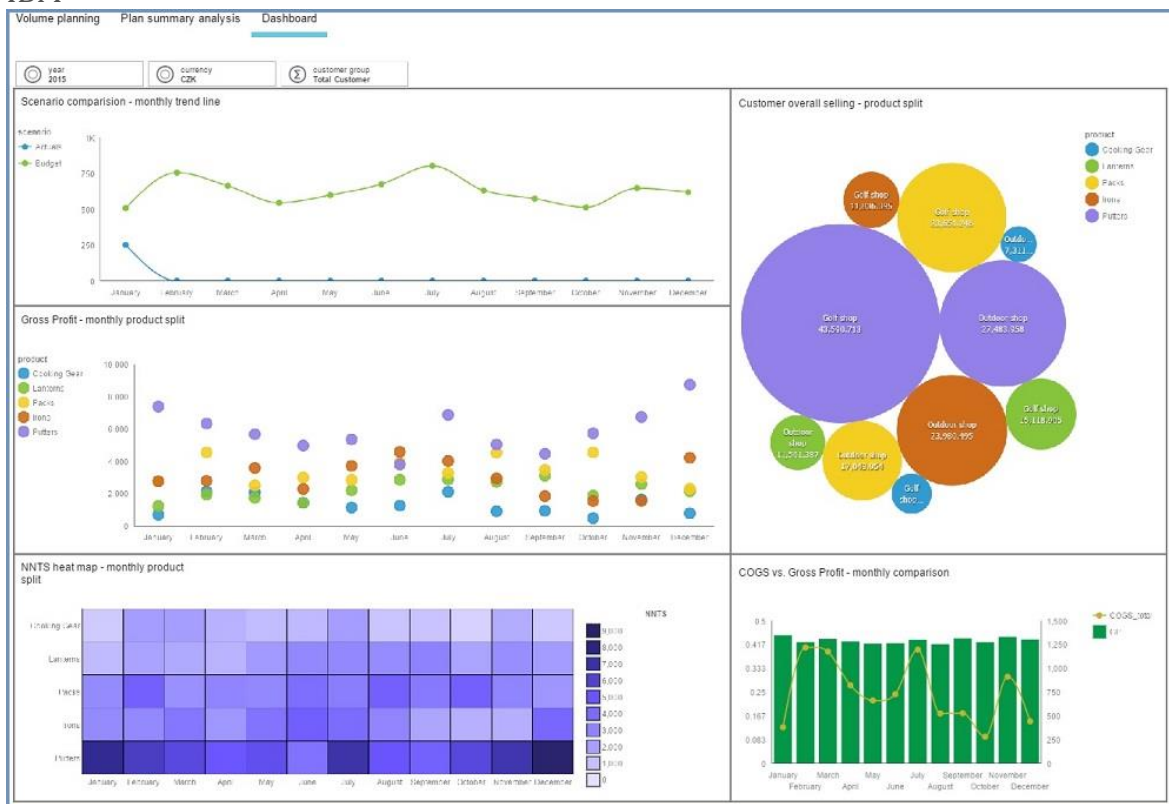 Volume planning Plan summary analysis Dashboard
year
2015
currency
CZK
customer group
Total Customer
Scenario comparision - monthly trend line
scenario
Actuals
Budget
1K
750
500
250
0
January February March April May June July August September October November December
Gross Profit - monthly product split
product
Cooking Gear
Lanterns
Packs
Irons
Putters
10 000
8 000
6 000
4 000
2 000
0
January February March April May June July August September October November December
NNTS heat map - monthly product
split
Cooking Gear
Lanterns
Packs
Irons
Putters
January February March April May June July August September October November December
NNTS
9,000
8,000
7,000
6,000
5,000
4,000
3,000
2,000
1,000
0
Customer overall selling - product split
product
Cooking Gear
Lanterns
Packs
Irons
Putters
Golf shop
Golf shop
Outdo...
7,311...
Golf shop
Outdoor shop
27,483,958
Golf shop
Outdoor shop
23,980,495
Outdoor
shop
Outdoor shop
Golf
shop...
COGS vs. Gross Profit - monthly comparison
COGS_total
0.5
0.417
0.333
0.25
0.167
0.083
0
1,500
1,250
1,000
750
500
250
0
January March May July September November
February April June August October December